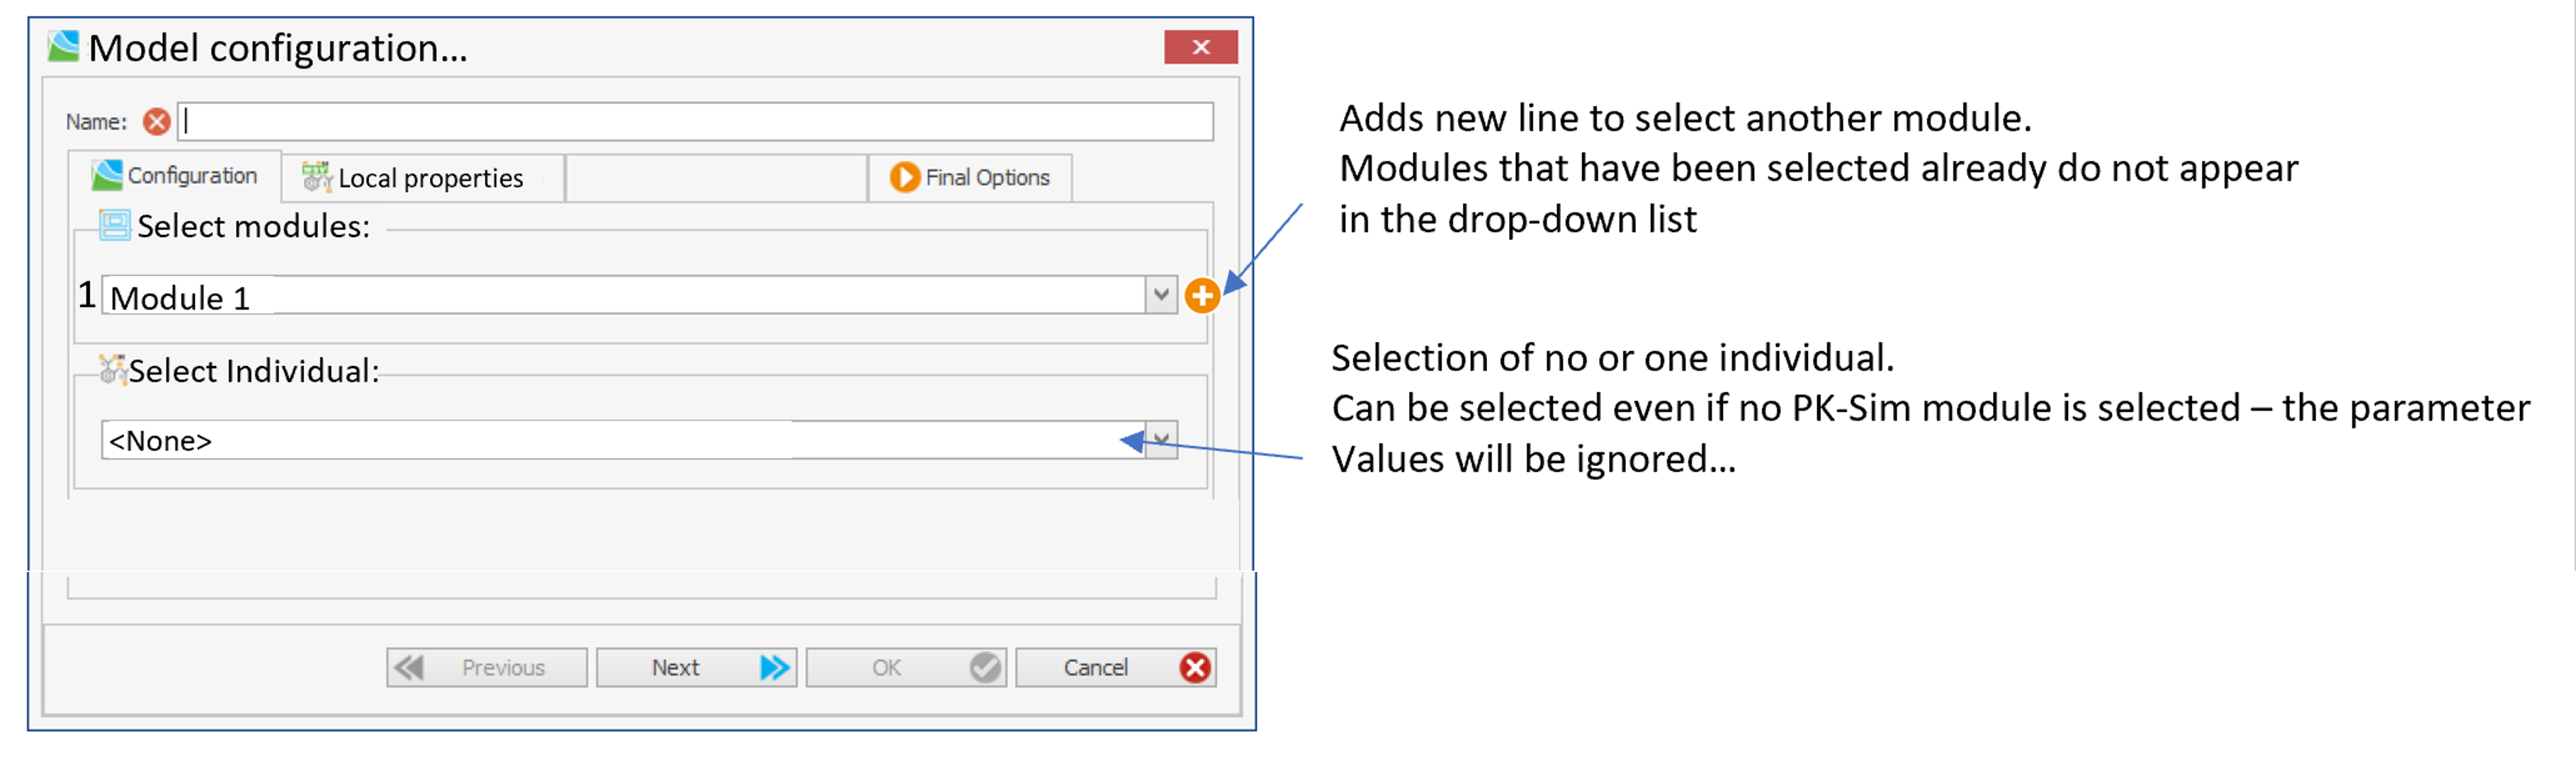 Model configuration...
Name:
Configuration
Local properties
Final Options
Select modules:
1 Module 1
Select Individual:
<None>
Previous
Next
OK
Cancel
Adds new line to select another module.
Modules that have been selected already do not appear
in the drop-down list
Selection of no or one individual.
Can be selected even if no PK-Sim module is selected – the parameter
Values will be ignored...